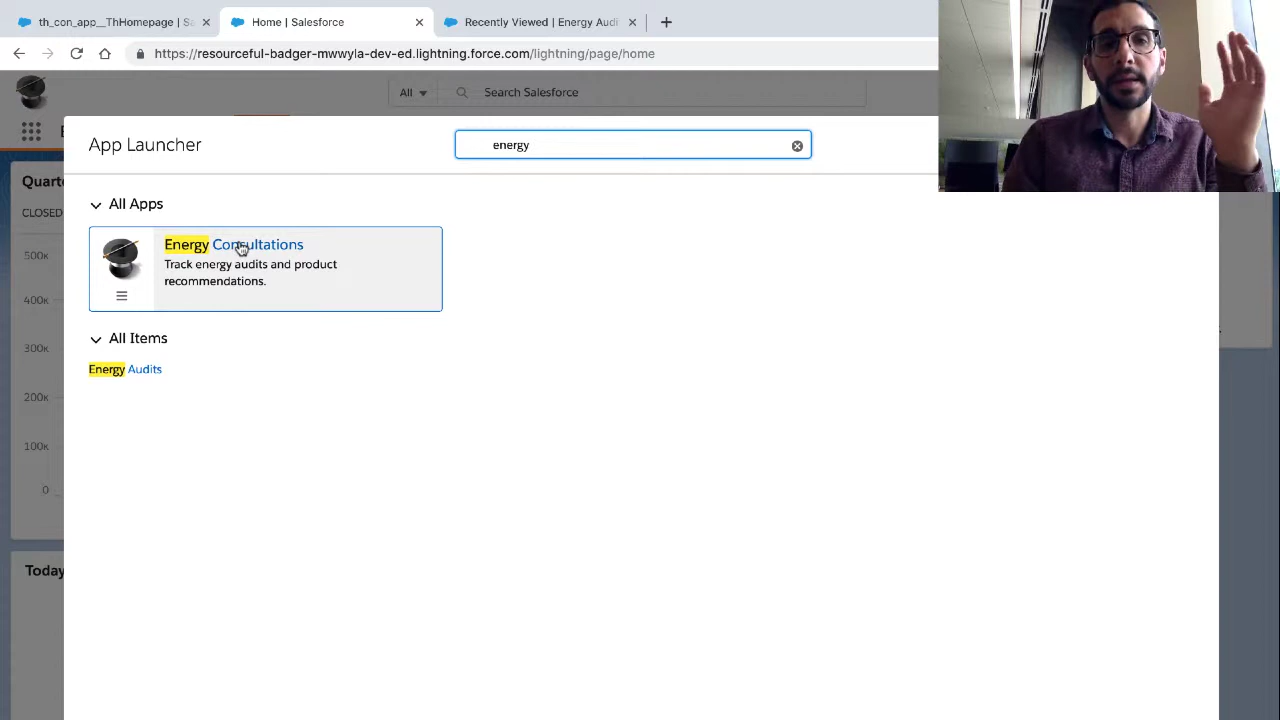 th_con_app__ThHomepage | Sa
Home | Salesforce
Recently Viewed | Energy Audi
https://resourceful-badger-mwwyla-dev-ed.lightning.force.com/lightning/page/home
All
Search Salesforce
App Launcher
energy
All Apps
Energy Consultations
Track energy audits and product
recommendations.
All Items
Energy Audits
Quarte
CLOSED
500K
400K
300K
200K
100K
0
Today